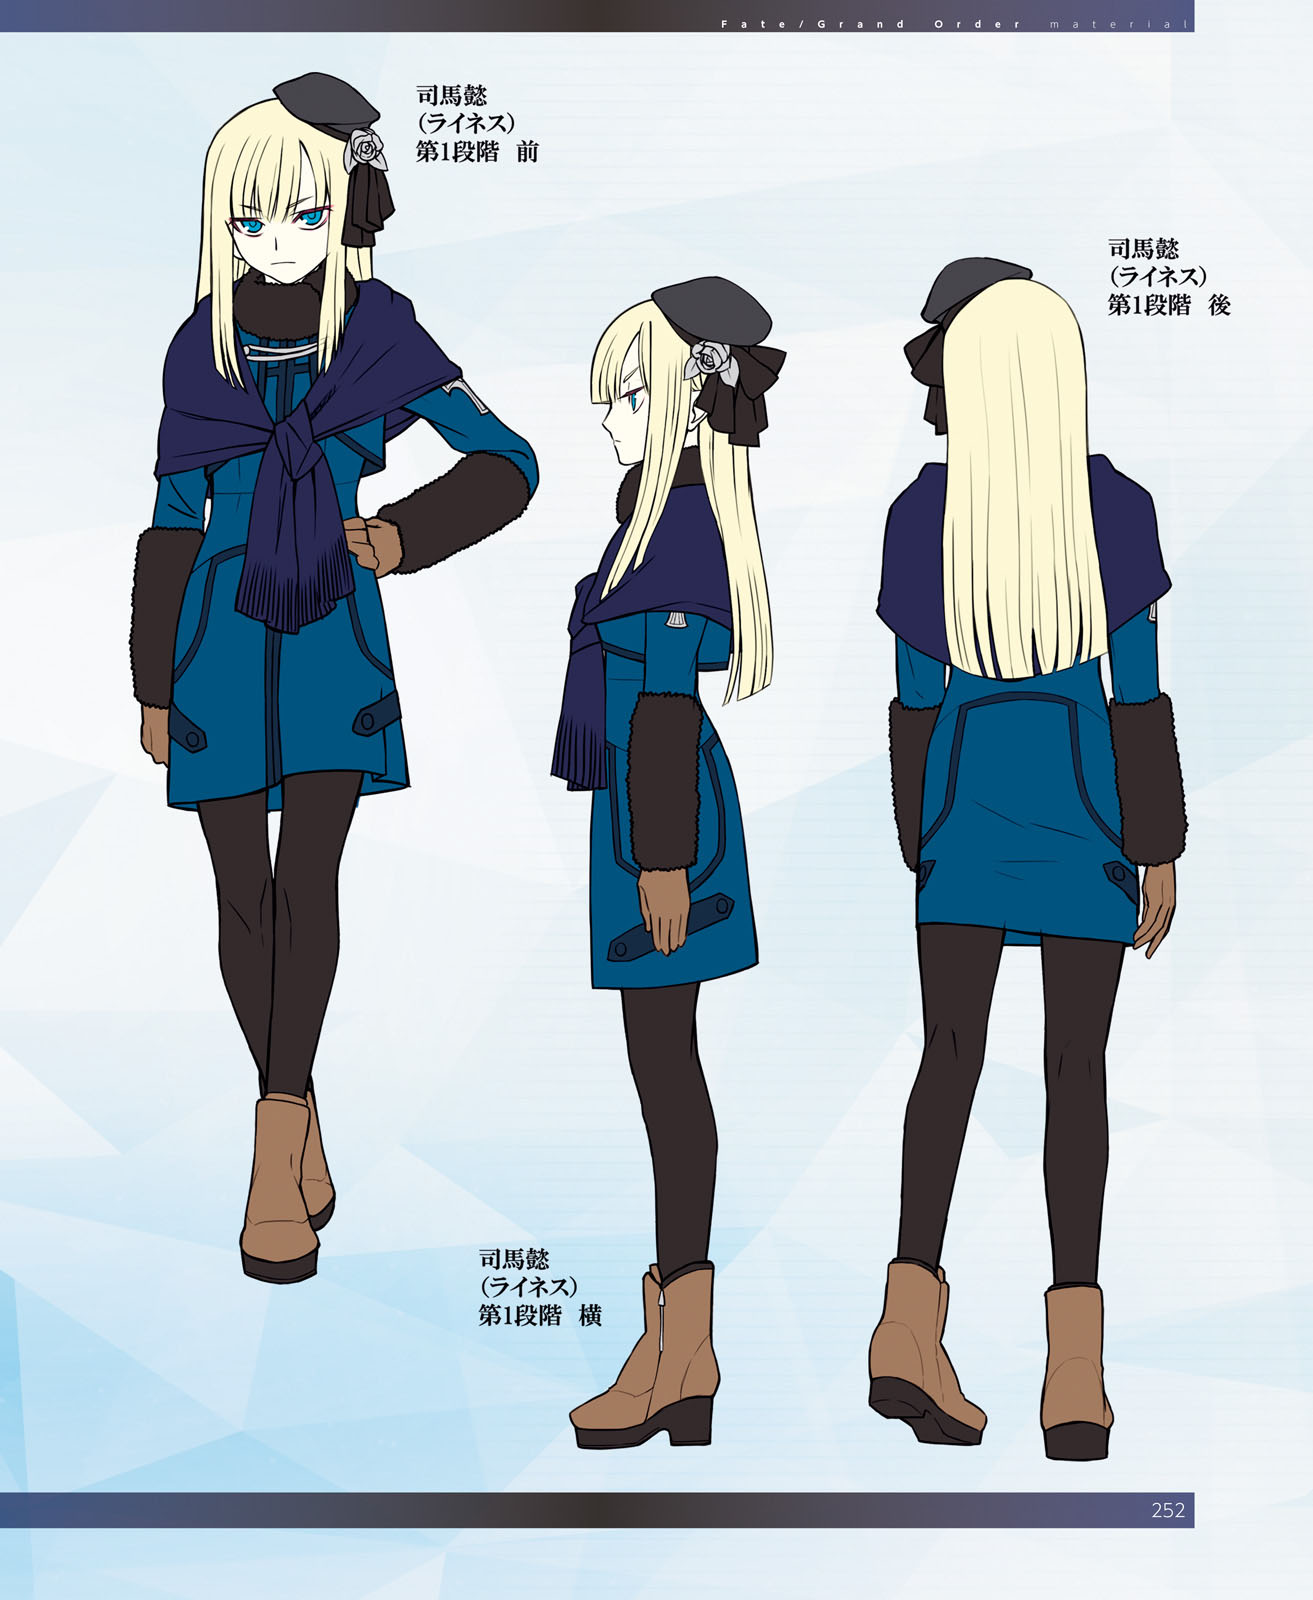 Fate/Grand Order material
司馬懿
（ライネス）
第1段階 前
司馬懿
（ライネス）
第1段階 後
司馬懿
（ライネス）
第1段階 横
252